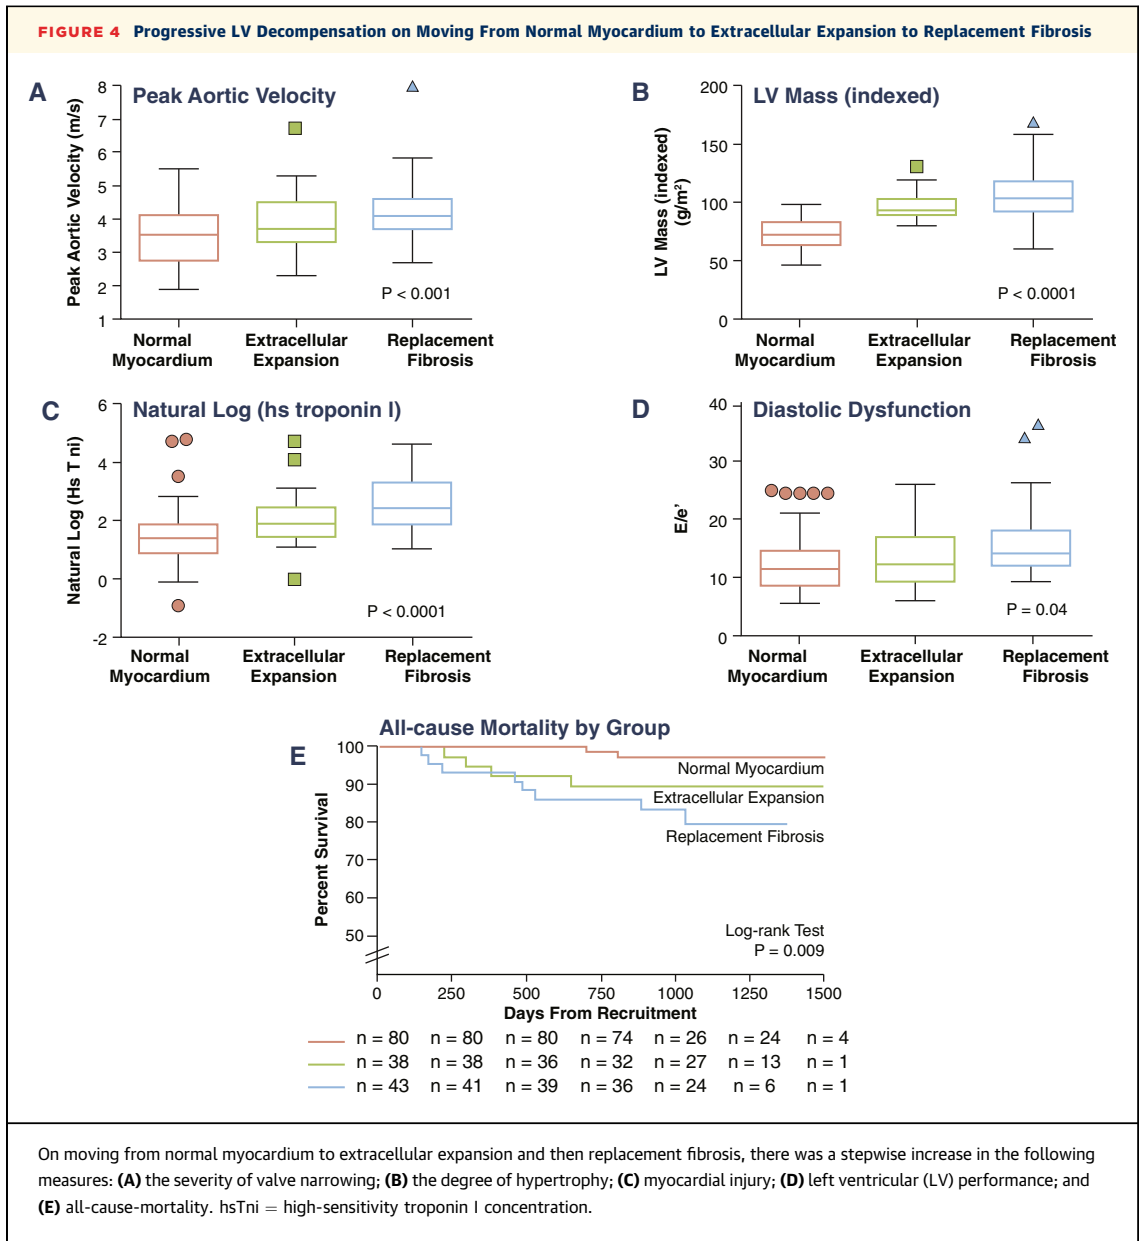 FIGURE 4 Progressive LV Decompensation on Moving From Normal Myocardium to Extracellular Expansion to Replacement Fibrosis
A
Peak Aortic Velocity
Peak Aortic Velocity (m/s)
8
7
6
5
4
3
2
1
P < 0.001
Normal Myocardium
Extracellular Expansion
Replacement Fibrosis
B
LV Mass (indexed)
LV Mass (indexed)
(g/m²)
200
150
100
50
0
P < 0.0001
Normal Myocardium
Extracellular Expansion
Replacement Fibrosis
C
Natural Log (hs troponin I)
Natural Log (Hs T ni)
6
4
2
0
-2
P < 0.0001
Normal Myocardium
Extracellular Expansion
Replacement Fibrosis
D
Diastolic Dysfunction
E/e’
40
30
20
10
0
P = 0.04
Normal Myocardium
Extracellular Expansion
Replacement Fibrosis
E
All-cause Mortality by Group
Percent Survival
100
90
80
70
60
50
Normal Myocardium
Extracellular Expansion
Replacement Fibrosis
Log-rank Test
P = 0.009
0 250 500 750 1000 1250 1500
Days From Recruitment
n = 80 n = 80 n = 80 n = 74 n = 26 n = 24 n = 4
n = 38 n = 38 n = 36 n = 32 n = 27 n = 13 n = 1
n = 43 n = 41 n = 39 n = 36 n = 24 n = 6 n = 1
On moving from normal myocardium to extracellular expansion and then replacement fibrosis, there was a stepwise increase in the following
measures: (A) the severity of valve narrowing; (B) the degree of hypertrophy; (C) myocardial injury; (D) left ventricular (LV) performance; and
(E) all-cause-mortality. hsTni = high-sensitivity troponin I concentration.